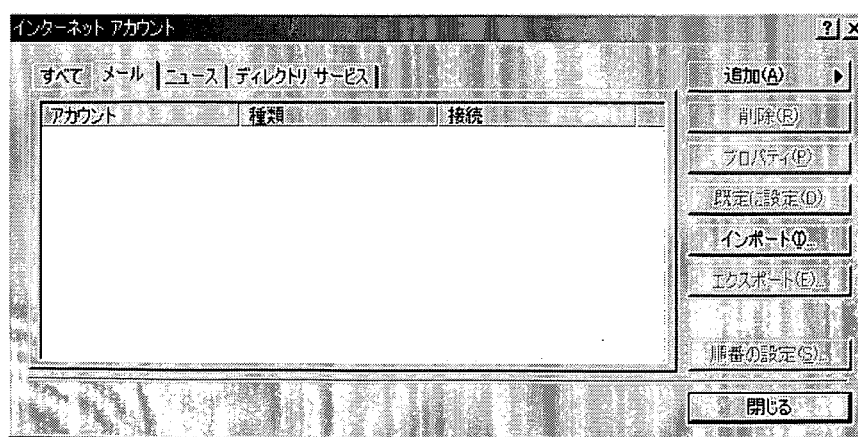 インターネット アカウント
すべて メール ニュース ディレクトリ サービス
アカウント 種類 接続
追加(A)
削除(R)
プロパティ(P)
既定に設定(D)
インポート(I)...
エクスポート(E)...
順番の設定(S)...
閉じる